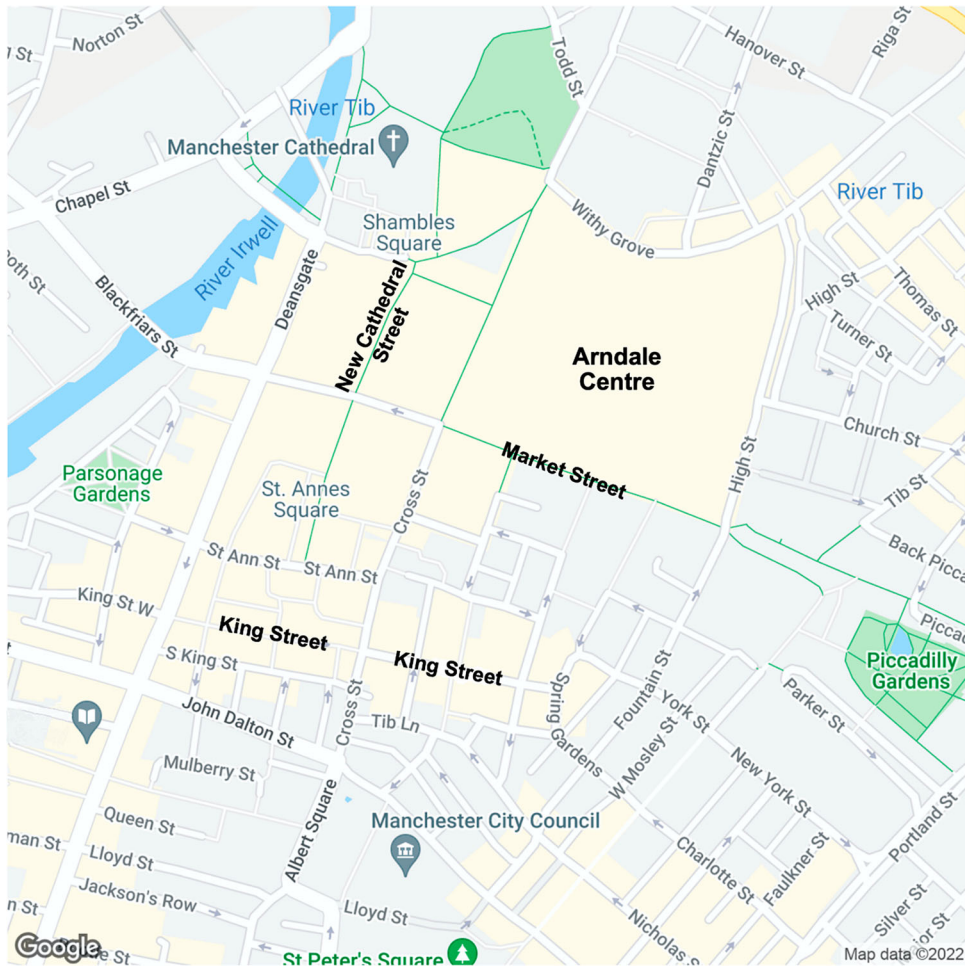 Norton St
Todd St
Hanover St
Riga St
River Tib
Manchester Cathedral
Dantzic St
Chapel St
River Tib
Shambles
Square
Withy Grove
River Irwell
Deansgate
New Cathedral
Street
High St
Thomas St
Blackfriars St
Turner St
Arndale
Centre
Church St
Market Street
High St
Parsonage
Gardens
St. Annes
Square
Cross St
Tib St
St Ann St
St Ann St
Back Picca
King St W
King Street
King Street
Piccad
Piccadilly
Gardens
S King St
Cross St
Spring Gardens
Fountain St
York St
Parker St
John Dalton St
Tib Ln
W Mosley St
New York St
Mulberry St
Queen St
Albert Square
Manchester City Council
Portland St
man St
Lloyd St
Charlotte St
Faulkner St
Jackson's Row
Lloyd St
Nicholas S
Silver St
n St
St Peter's Square
Google
Map data ©2022